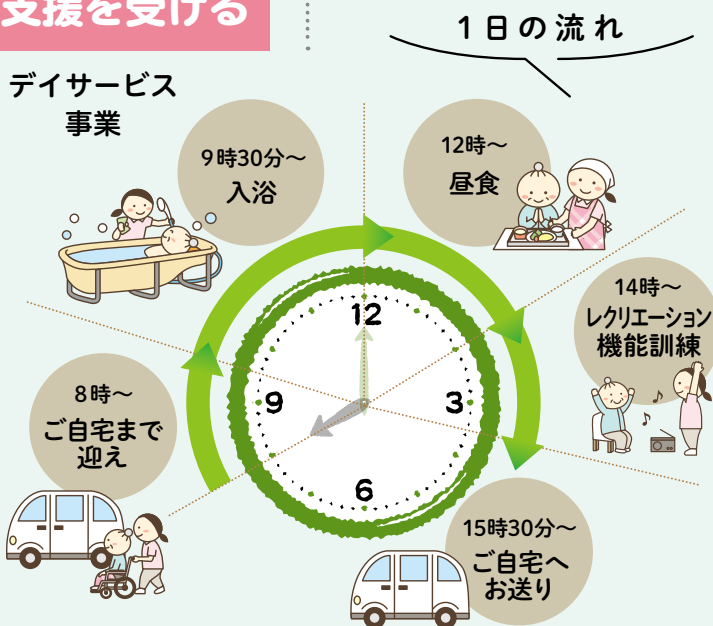 支援を受ける
1日の流れ
デイサービス
事業
9時30分～
入浴
12時～
昼食
14時～
レクリエーション
機能訓練
8時～
ご自宅まで
迎え
15時30分～
ご自宅へ
お送り
12
9
3
6